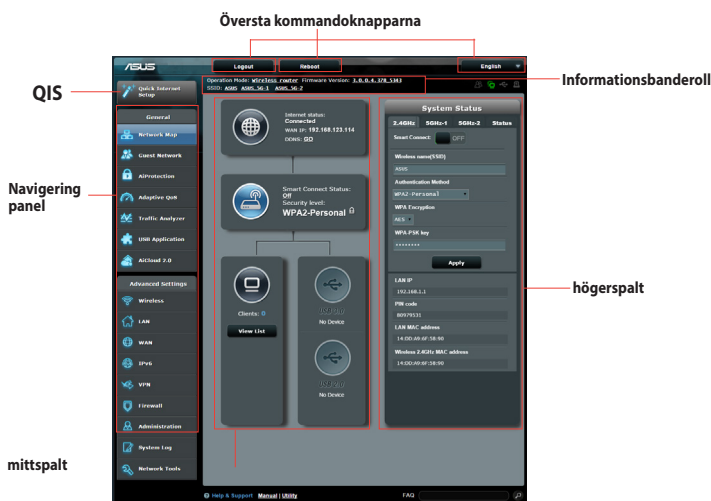 Översta kommandoknapparna
QIS
Informationsbanderoll
Navigering
panel
högerspalt
mittspalt
ASUS
Logout
Reboot
English
Operation Mode: Wireless router Firmware Version: 3.0.0.4.378_5343
SSID: ASUS ASUS_5G-1 ASUS_5G-2
Quick Internet
Setup
General
Network Map
Guest Network
AiProtection
Adaptive QoS
Traffic Analyzer
USB Application
AiCloud 2.0
Advanced Settings
Wireless
LAN
WAN
IPv6
VPN
Firewall
Administration
System Log
Network Tools
Internet status:
Connected
WAN IP: 192.168.123.114
DDNS: GO
Smart Connect Status:
Off
Security level:
WPA2-Personal
Clients: 0
View List
No Device
No Device
System Status
2.4GHz 5GHz-1 5GHz-2 Status
Smart Connect: OFF
Wireless name(SSID)
ASUS
Authentication Method
WPA2-Personal
WPA Encryption
AES
WPA-PSK key
********
Apply
LAN IP
192.168.1.1
PIN code
80979531
LAN MAC address
14:DD:A9:6F:58:90
Wireless 2.4GHz MAC address
14:DD:A9:6F:58:90
Help & Support Manual | Utility
FAQ